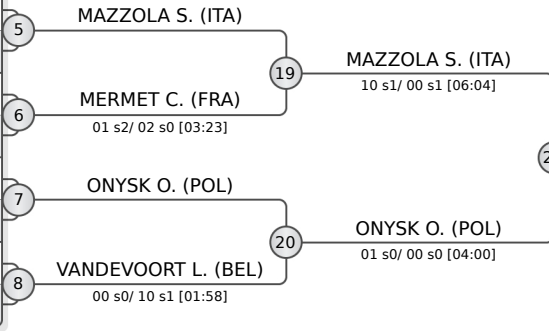 5
MAZZOLA S. (ITA)
19
MAZZOLA S. (ITA)
10 s1/ 00 s1 [06:04]
6
MERMET C. (FRA)
01 s2/ 02 s0 [03:23]
7
ONYSK O. (POL)
20
ONYSK O. (POL)
01 s0/ 00 s0 [04:00]
8
VANDEVOORT L. (BEL)
00 s0/ 10 s1 [01:58]